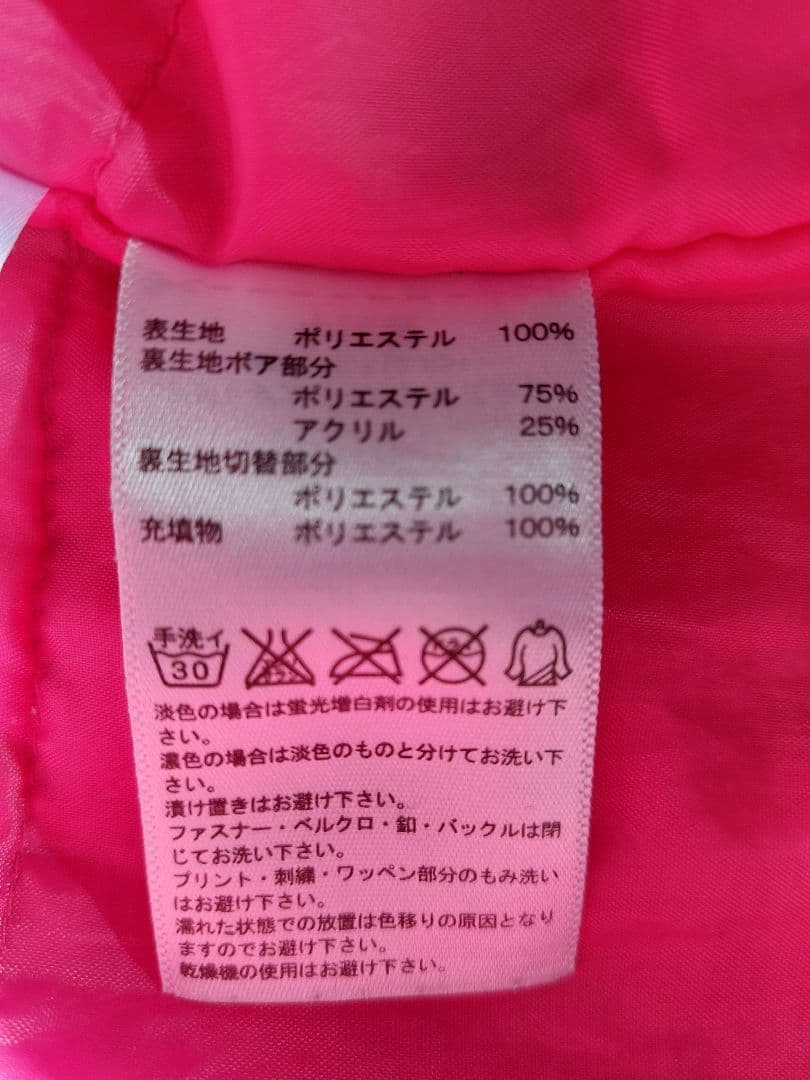 表生地 ポリエステル 100%
裏生地ボア部分
ポリエステル 75%
アクリル 25%
裏生地切替部分
ポリエステル 100%
充填物 ポリエステル 100%
手洗イ
30
エンソサラシ
ドライ
淡色の場合は蛍光増白剤の使用はお避け下
さい。
濃色の場合は淡色のものと分けてお洗い下
さい。
漬け置きはお避け下さい。
ファスナー・ベルクロ・釦・バックルは閉
じてお洗い下さい。
プリント・刺繍・ワッペン部分のもみ洗い
はお避け下さい。
濡れた状態での放置は色移りの原因となり
ますのでお避け下さい。
乾燥機の使用はお避け下さい。